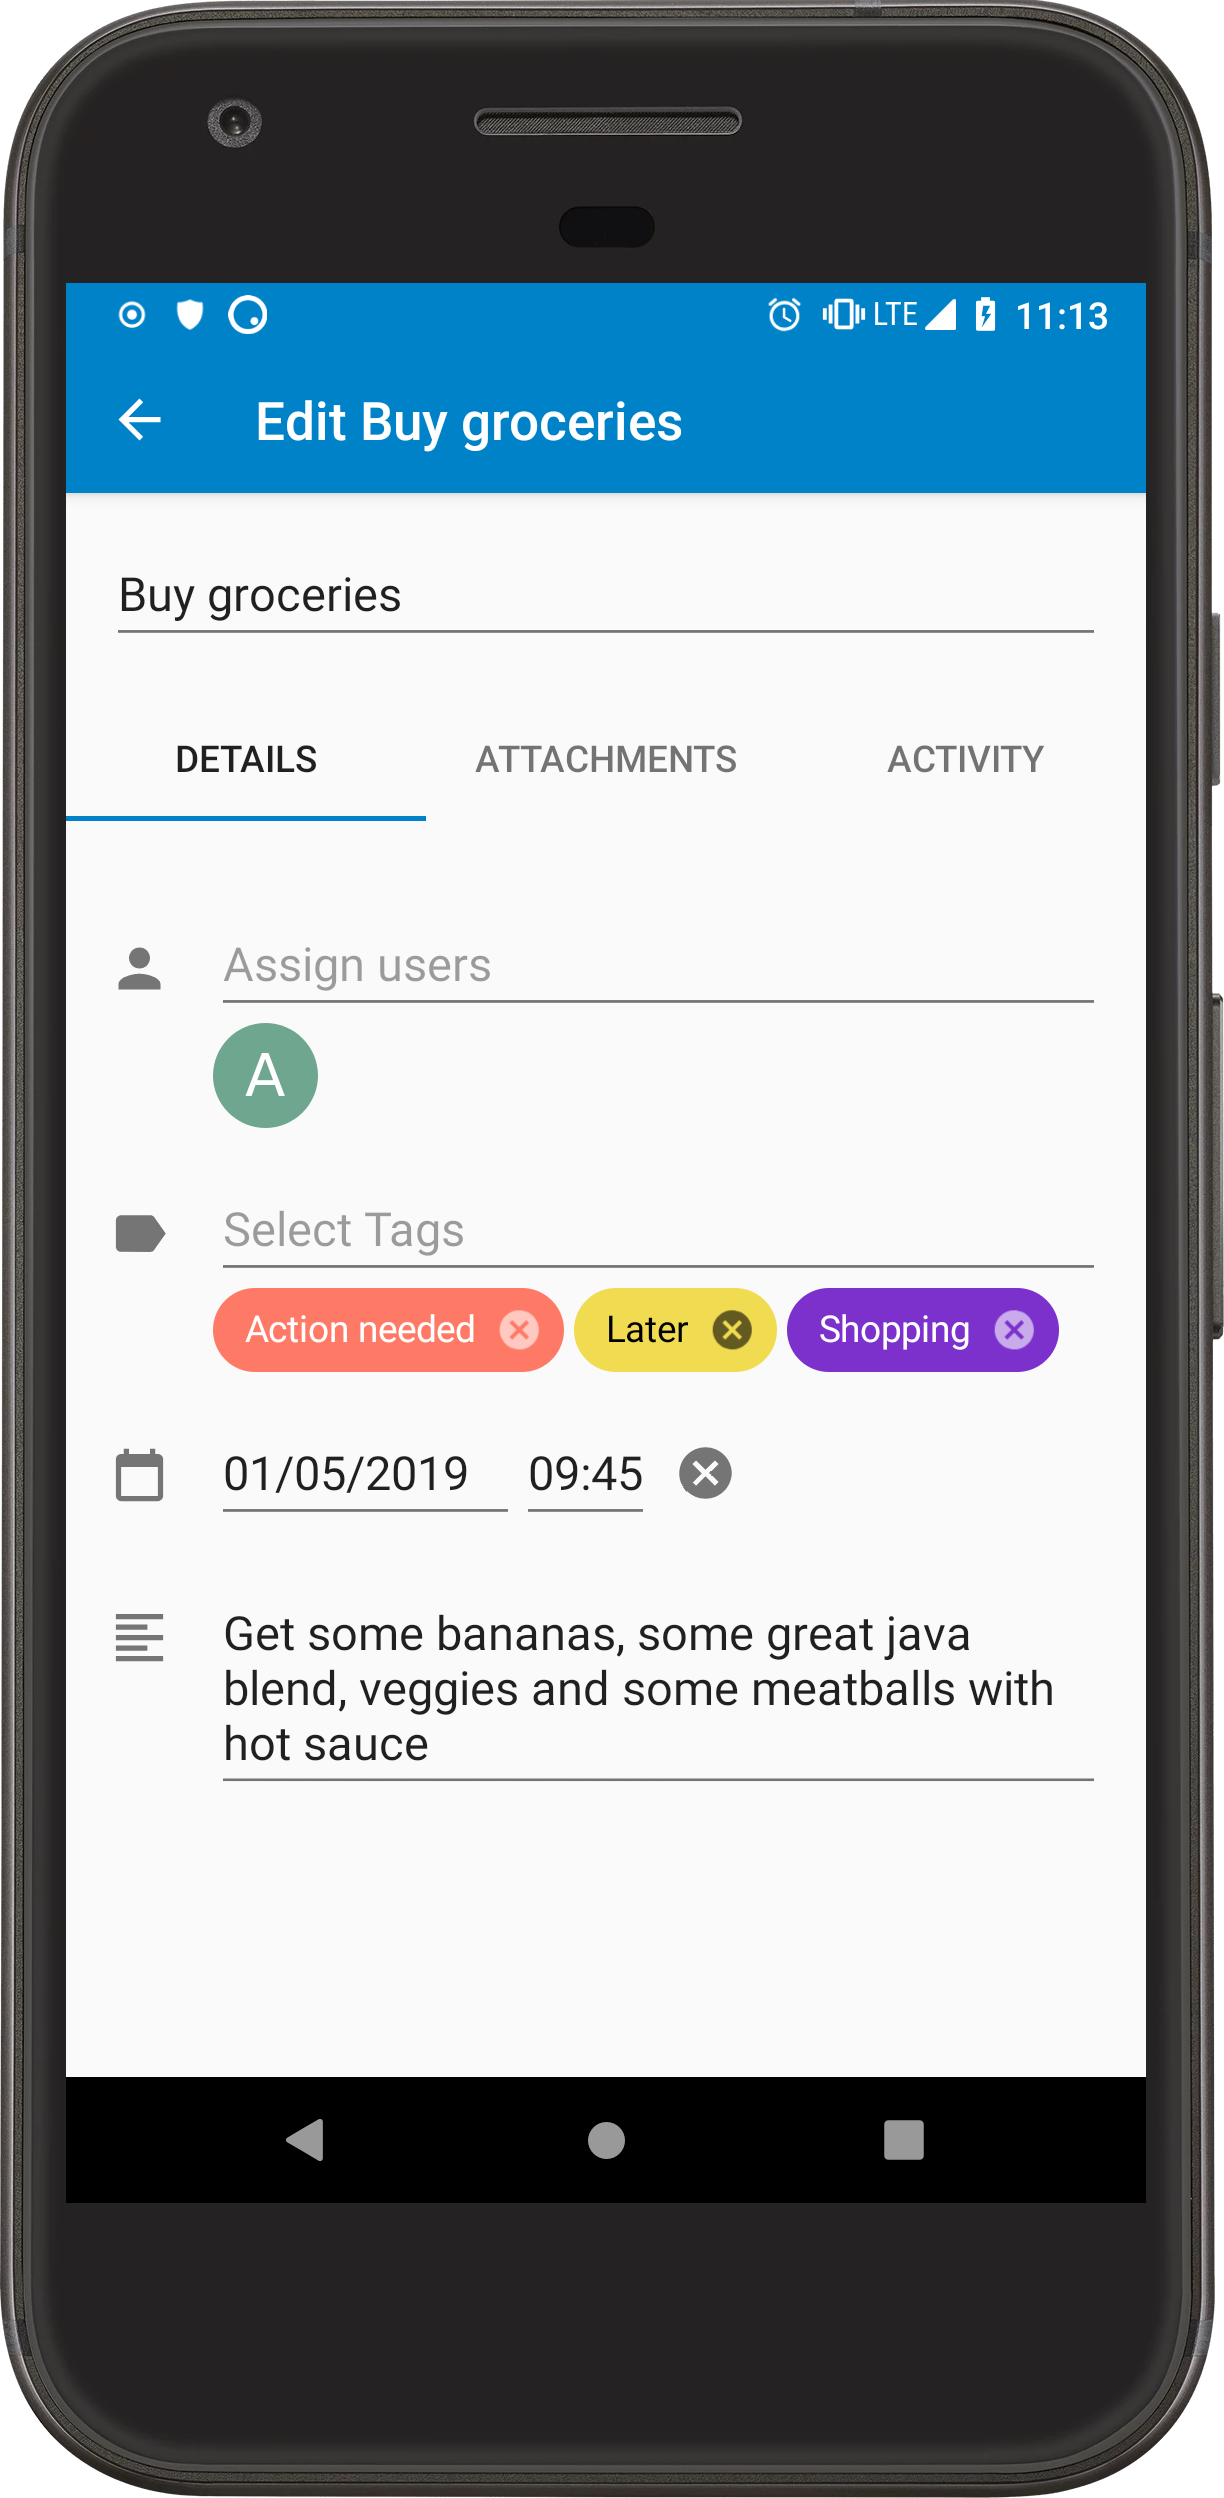 LTE 11:13
Edit Buy groceries
Buy groceries
DETAILS ATTACHMENTS ACTIVITY
Assign users
A
Select Tags
Action needed Later Shopping
01/05/2019 09:45
Get some bananas, some great java
blend, veggies and some meatballs with
hot sauce